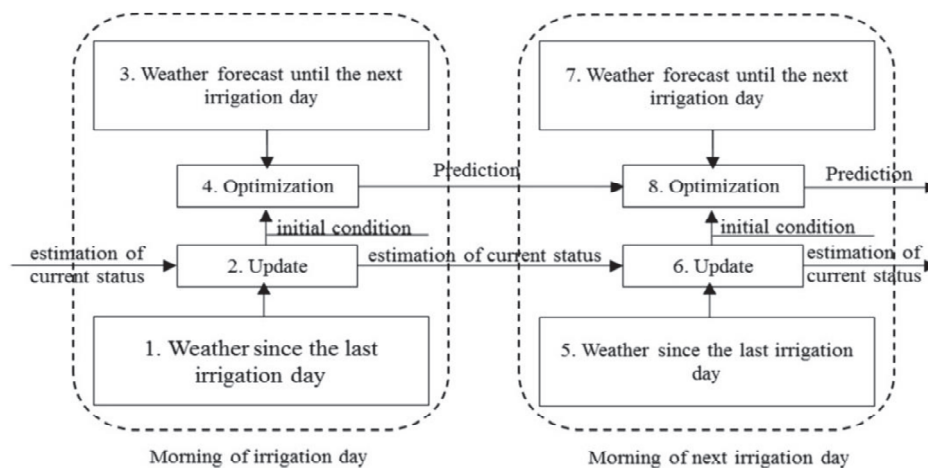 3. Weather forecast until the next
irrigation day
7. Weather forecast until the next
irrigation day
4. Optimization
Prediction
8. Optimization
Prediction
initial condition
initial condition
estimation of
current status
2. Update
estimation of current status
6. Update
estimation of
current status
1. Weather since the last
irrigation day
5. Weather since the last irrigation
day
Morning of irrigation day
Morning of next irrigation day